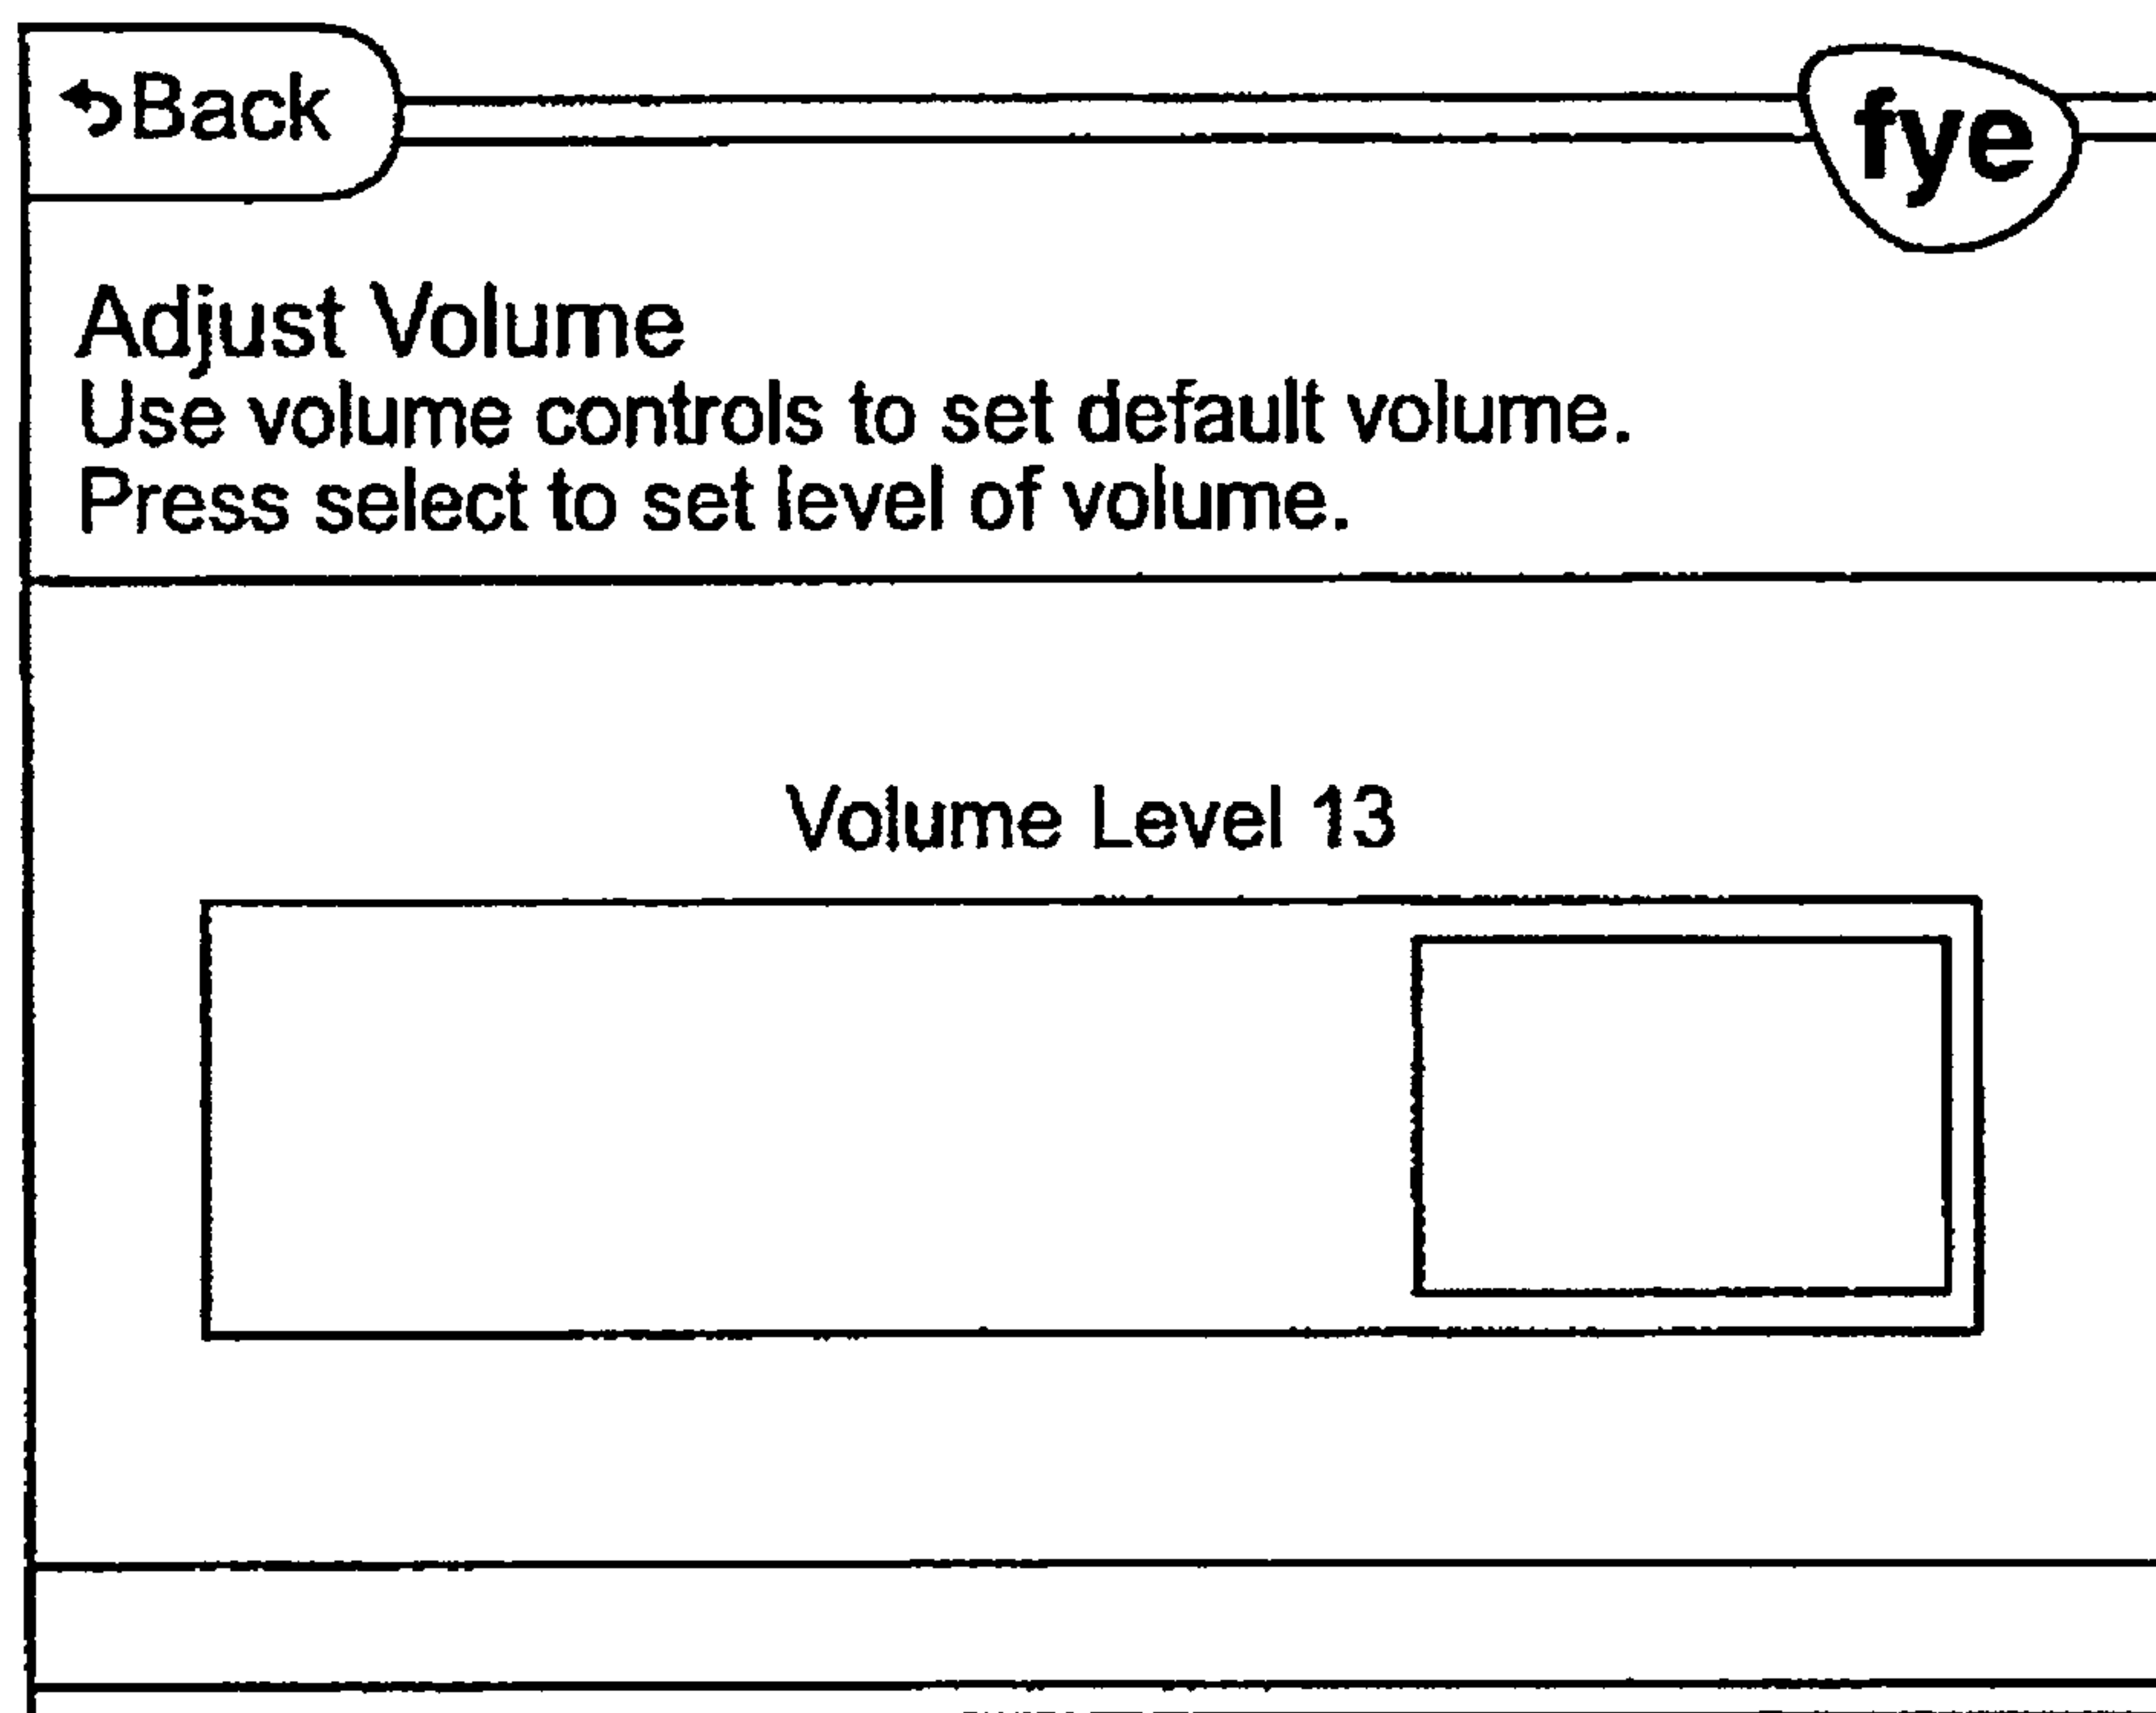 Back
fye
Adjust Volume
Use volume controls to set default volume.
Press select to set level of volume.
Volume Level 13